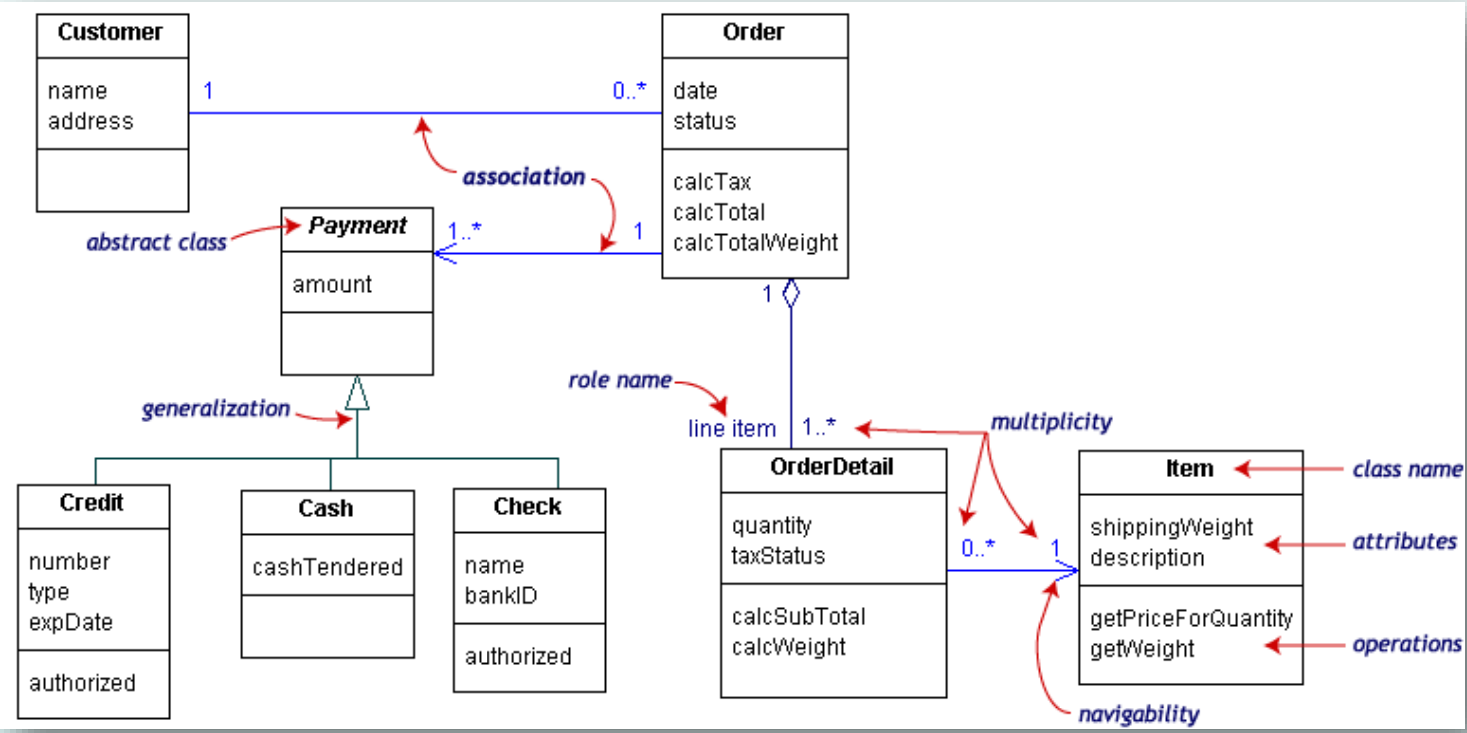 Customer
name
address
1
0..*
Order
date
status
calcTax
calcTotal
calcTotalWeight
association
abstract class
Payment
amount
1..*
1
1
generalization
role name
line item
1..*
multiplicity
Credit
number
type
expDate
authorized
Cash
cashTendered
Check
name
bankID
authorized
OrderDetail
quantity
taxStatus
calcSubTotal
calcWeight
0..*
1
Item
shippingWeight
description
getPriceForQuantity
getWeight
class name
attributes
operations
navigability